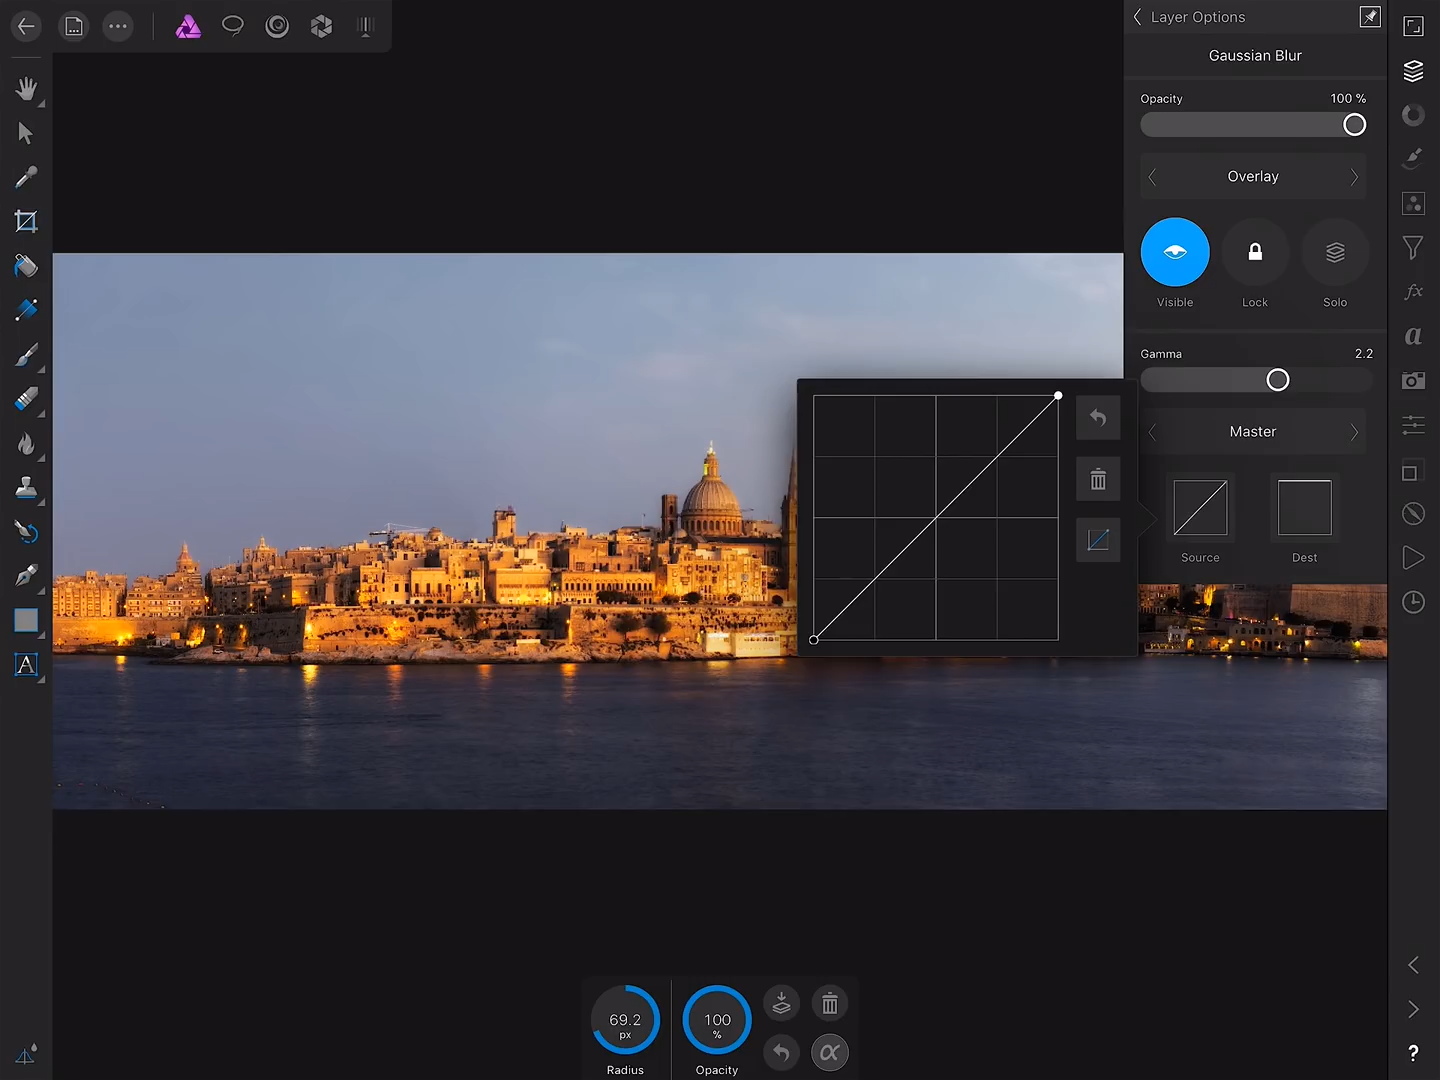 Layer Options
Gaussian Blur
Opacity 100 %
Overlay
Visible Lock Solo
Gamma 2.2
Master
Source Dest
fx
a
A
69.2
px
100
%
α
Radius Opacity
?